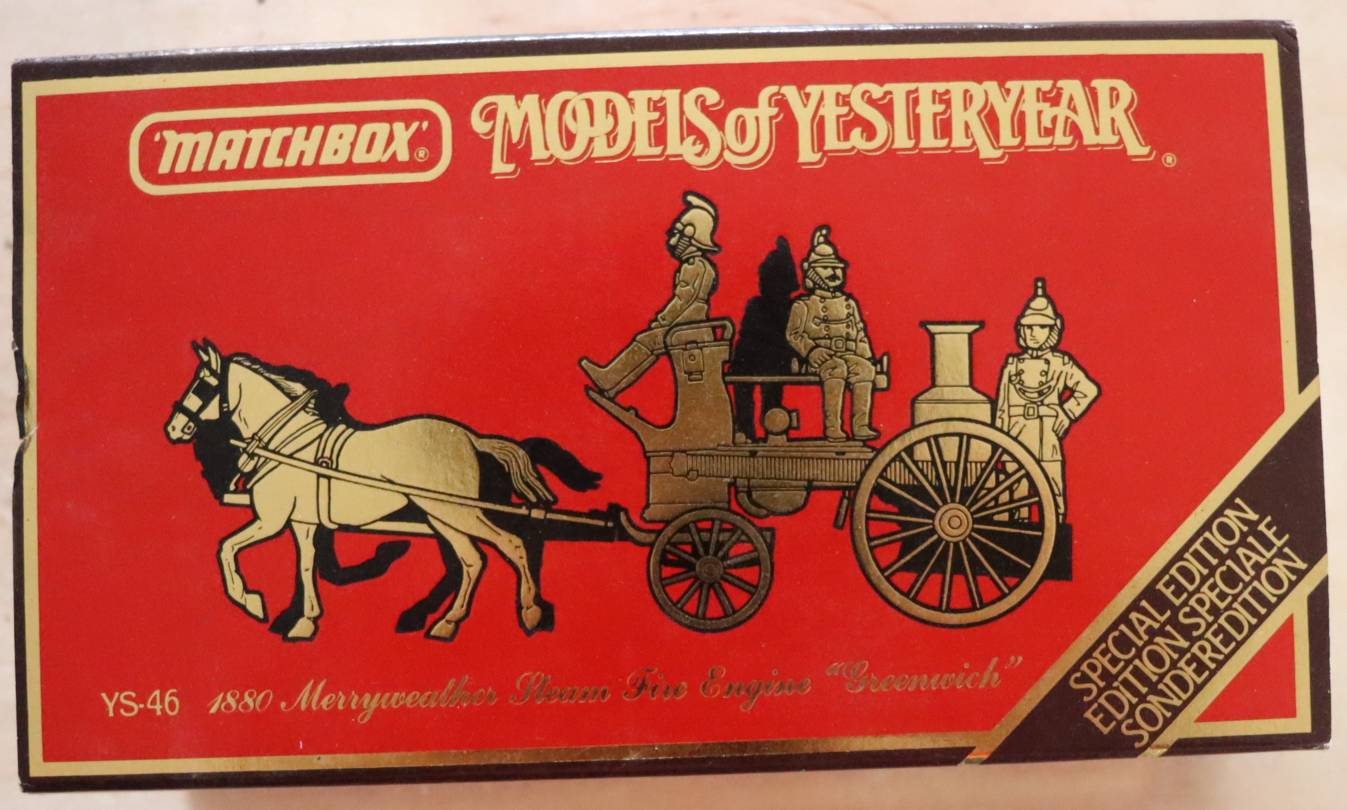 'MATCHBOX'® MODELS of YESTERYEAR®
YS-46 1880 Merryweather Steam Fire Engine "Greenwich"
SPECIAL EDITION
EDITION SPECIALE
SONDEREDITION